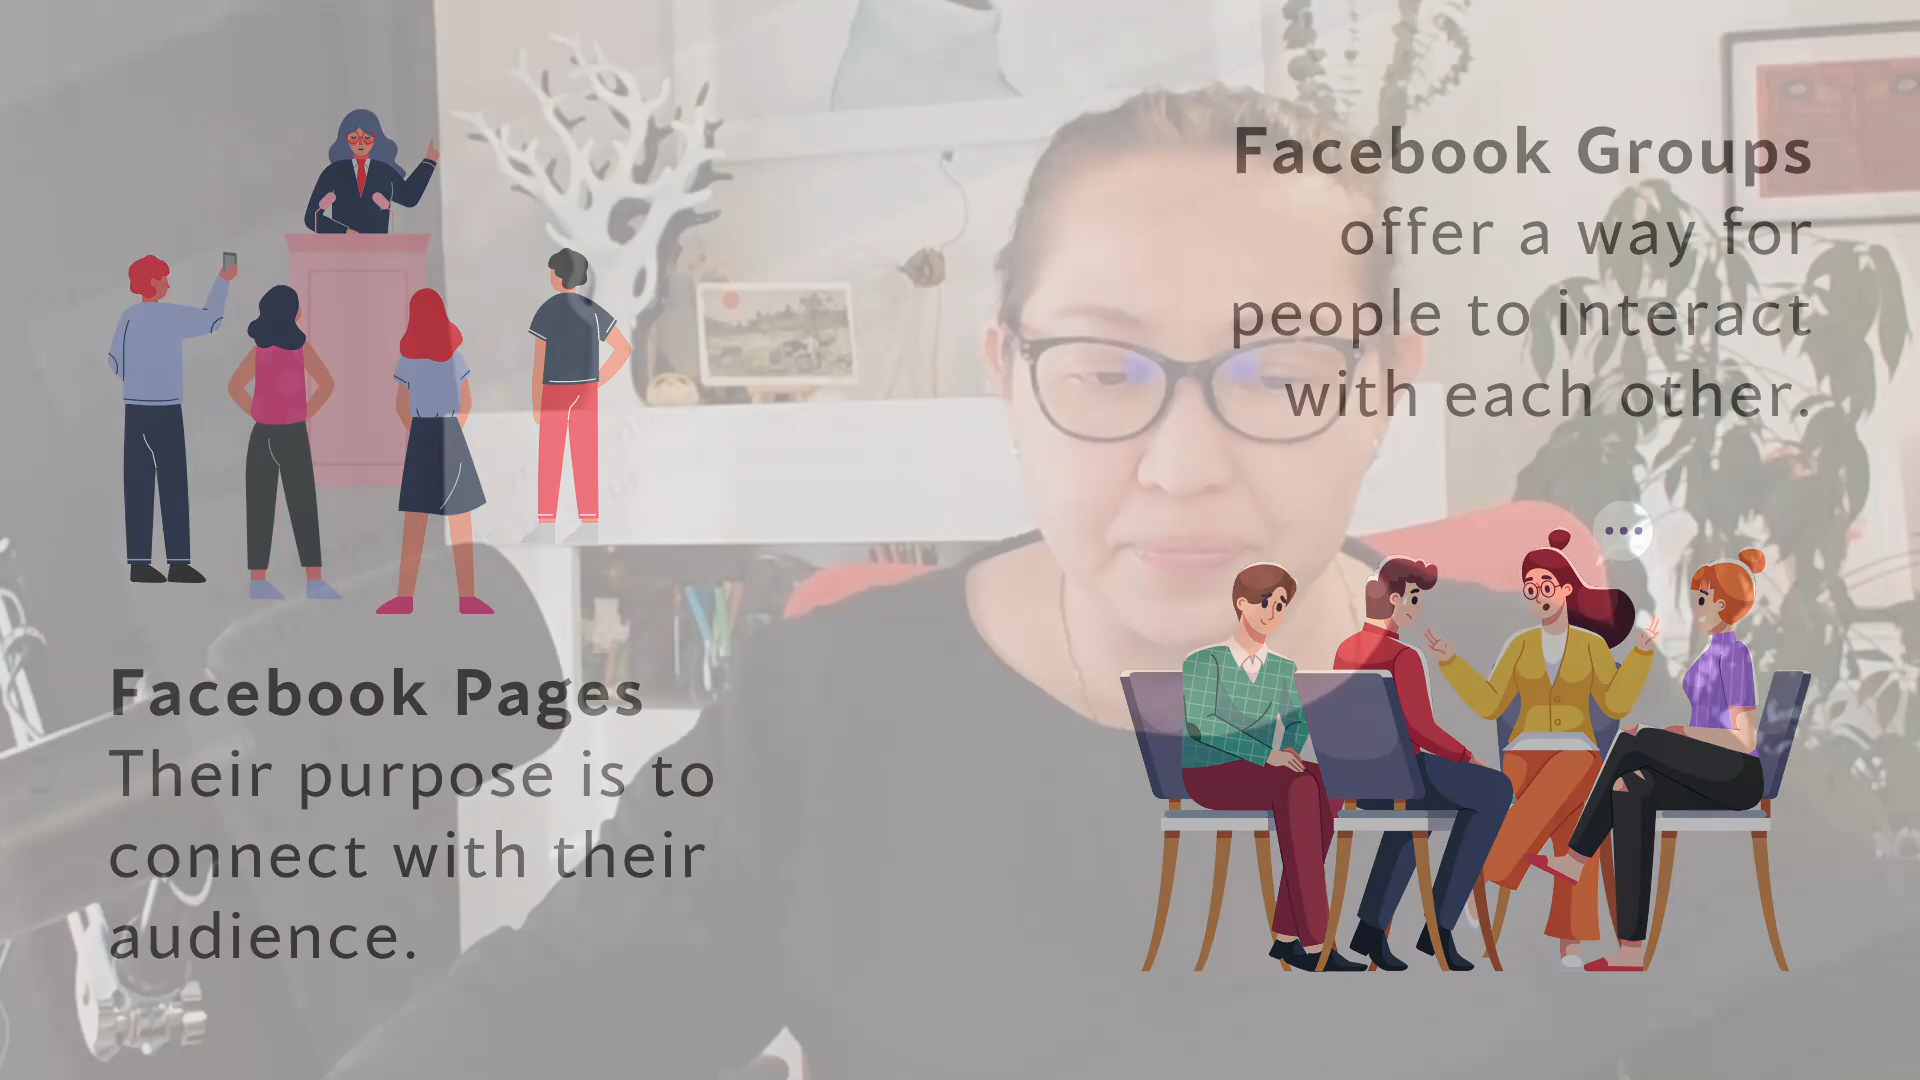 Facebook Pages
Their purpose is to
connect with their
audience.
Facebook Groups
offer a way for
people to interact
with each other.